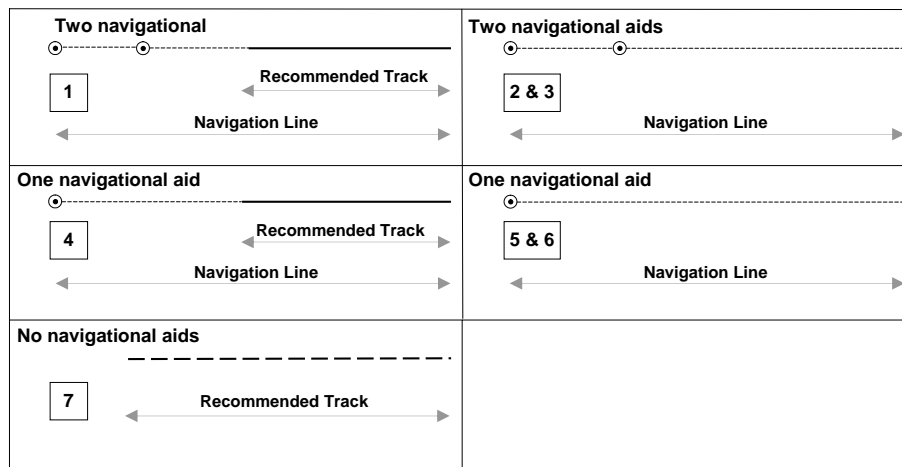 Two navigational
Recommended Track
1
Navigation Line
Two navigational aids
2 & 3
Navigation Line
One navigational aid
Recommended Track
4
Navigation Line
One navigational aid
5 & 6
Navigation Line
No navigational aids
7
Recommended Track